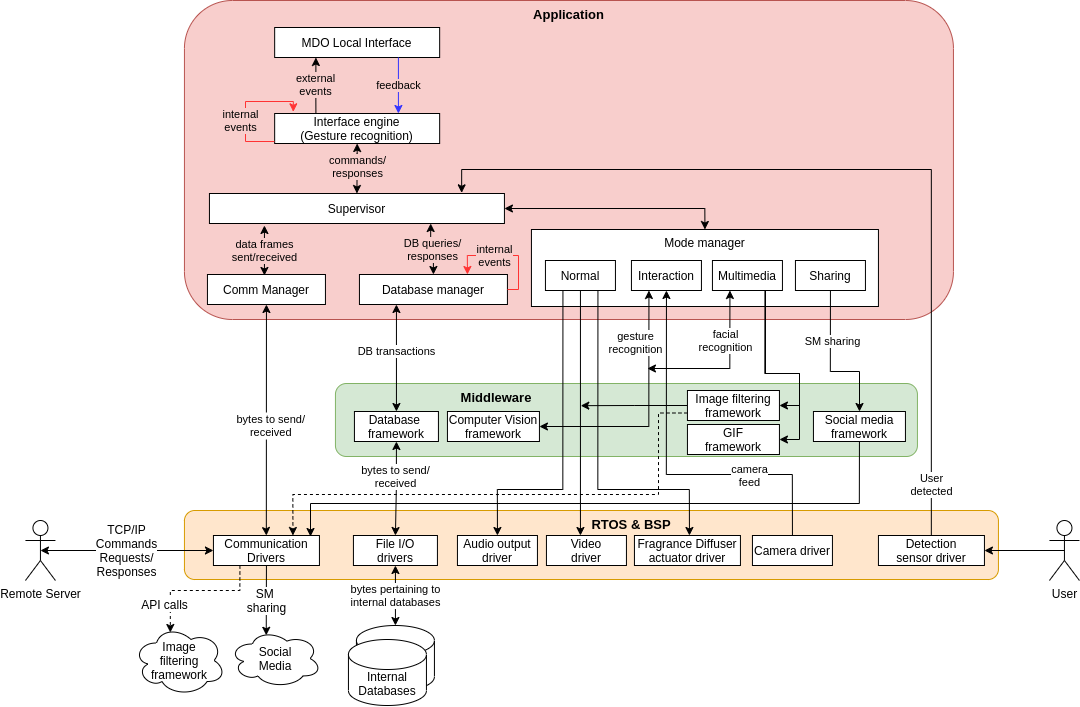 Application
MDO Local Interface
external
events
feedback
internal
events
Interface engine
(Gesture recognition)
commands/
responses
Supervisor
data frames
sent/received
DB queries/
responses
internal
events
Mode manager
Normal
Interaction
Multimedia
Sharing
Comm Manager
Database manager
gesture
recognition
facial
recognition
SM sharing
DB transactions
Middleware
Database
framework
Computer Vision
framework
Image filtering
framework
GIF
framework
Social media
framework
bytes to send/
received
bytes to send/
received
camera
feed
User
detected
RTOS & BSP
Communication
Drivers
File I/O
drivers
Audio output
driver
Video
driver
Fragrance Diffuser
actuator driver
Camera driver
Detection
sensor driver
TCP/IP
Commands
Requests/
Responses
Remote Server
User
API calls
SM
sharing
bytes pertaining to
internal databases
Image
filtering
framework
Social
Media
Internal
Databases